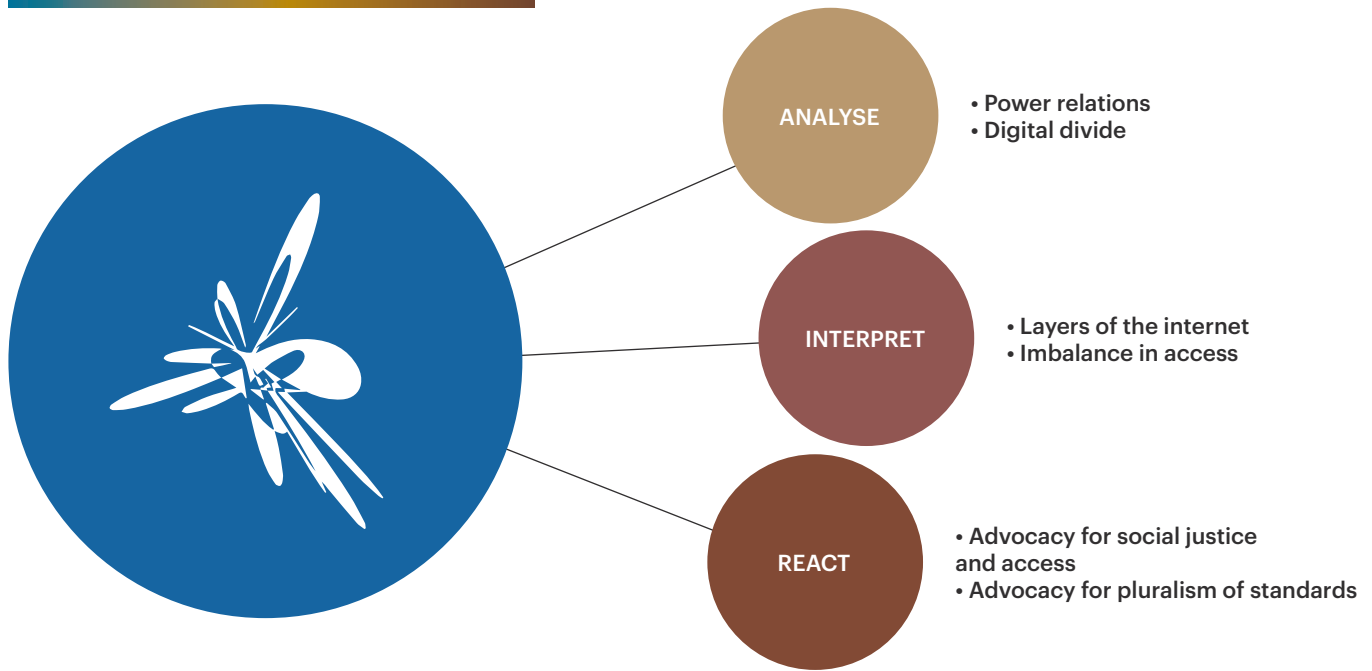 ANALYSE
• Power relations
• Digital divide
INTERPRET
• Layers of the internet
• Imbalance in access
REACT
• Advocacy for social justice
and access
• Advocacy for pluralism of standards